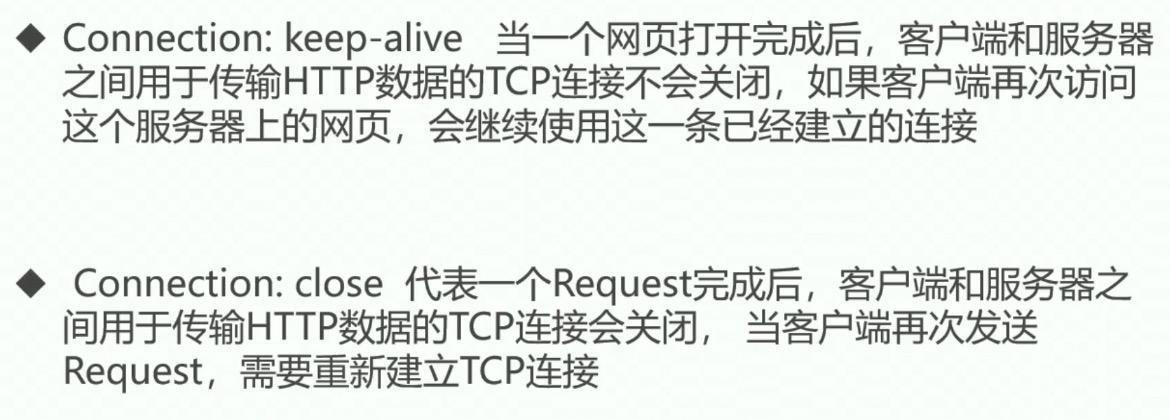 ◆ Connection: keep-alive 当一个网页打开完成后，客户端和服务器
之间用于传输HTTP数据的TCP连接不会关闭，如果客户端再次访问
这个服务器上的网页，会继续使用这一条已经建立的连接
◆ Connection: close 代表一个Request完成后，客户端和服务器之
间用于传输HTTP数据的TCP连接会关闭， 当客户端再次发送
Request，需要重新建立TCP连接